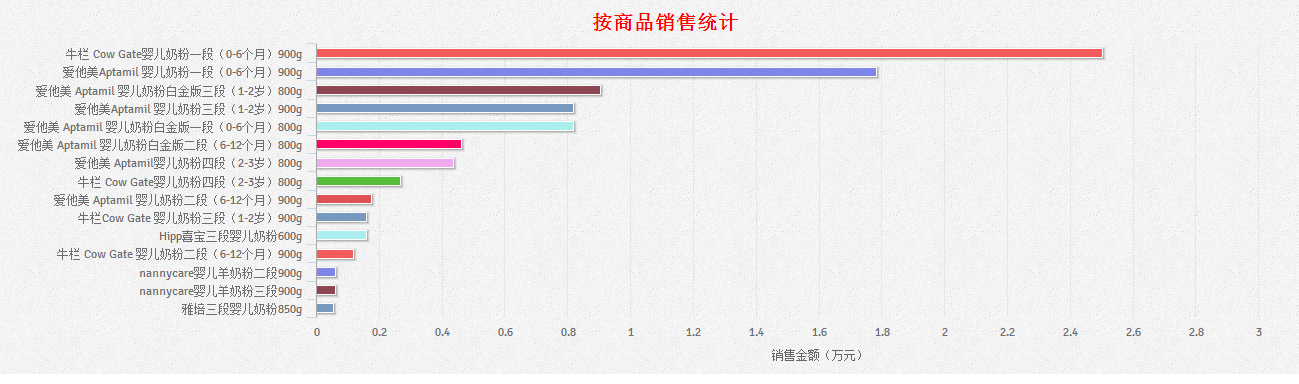 按商品销售统计
牛栏 Cow Gate婴儿奶粉一段（0-6个月）900g
爱他美Aptamil 婴儿奶粉一段（0-6个月）900g
爱他美 Aptamil 婴儿奶粉白金版三段（1-2岁）800g
爱他美Aptamil 婴儿奶粉三段（1-2岁）900g
爱他美 Aptamil 婴儿奶粉白金版一段（0-6个月）800g
爱他美 Aptamil 婴儿奶粉白金版二段（6-12个月）800g
爱他美 Aptamil婴儿奶粉四段（2-3岁）800g
牛栏 Cow Gate婴儿奶粉四段（2-3岁）800g
爱他美 Aptamil 婴儿奶粉二段（6-12个月）900g
牛栏Cow Gate 婴儿奶粉三段（1-2岁）900g
Hipp喜宝三段婴儿奶粉600g
牛栏 Cow Gate 婴儿奶粉二段（6-12个月）900g
nannycare婴儿羊奶粉二段900g
nannycare婴儿羊奶粉三段900g
雅培三段婴儿奶粉850g
0 0.2 0.4 0.6 0.8 1 1.2 1.4 1.6 1.8 2 2.2 2.4 2.6 2.8 3
销售金额（万元）